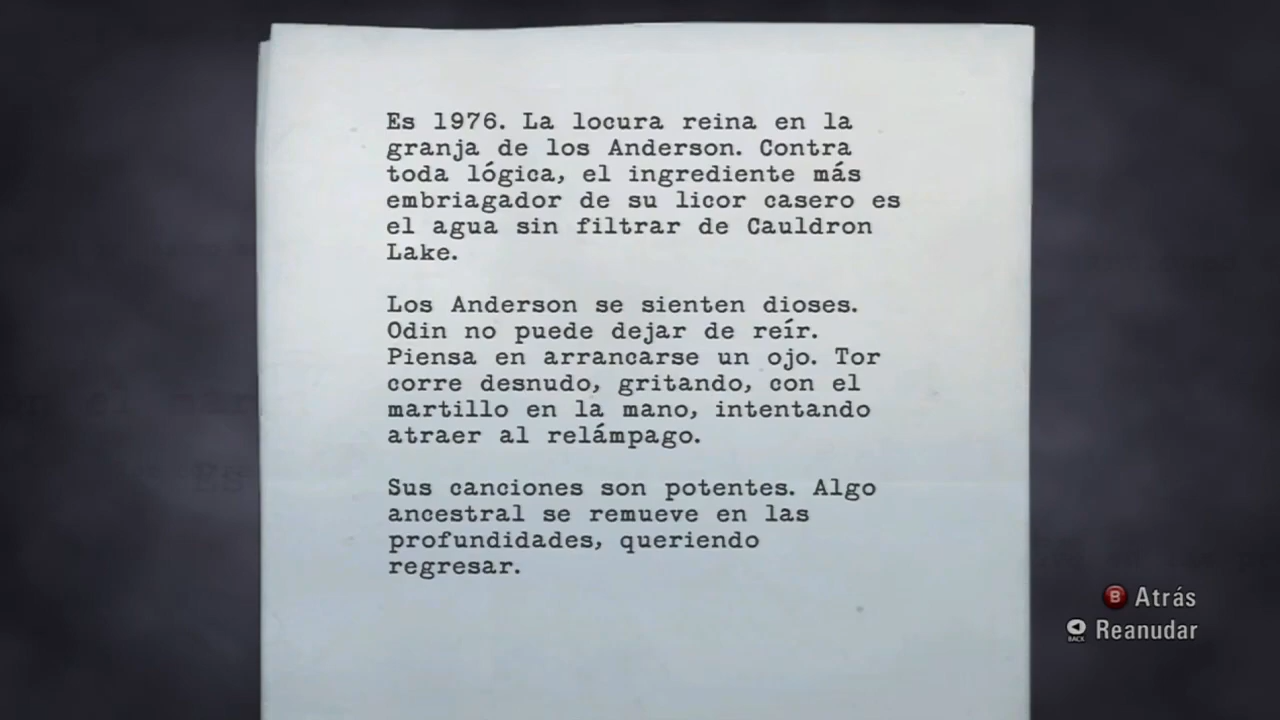 Es 1976. La locura reina en la
granja de los Anderson. Contra
toda lógica, el ingrediente más
embriagador de su licor casero es
el agua sin filtrar de Cauldron
Lake.
Los Anderson se sienten dioses.
Odin no puede dejar de reír.
Piensa en arrancarse un ojo. Tor
corre desnudo, gritando, con el
martillo en la mano, intentando
atraer al relámpago.
Sus canciones son potentes. Algo
ancestral se remueve en las
profundidades, queriendo
regresar.
B Atrás
BACK Reanudar